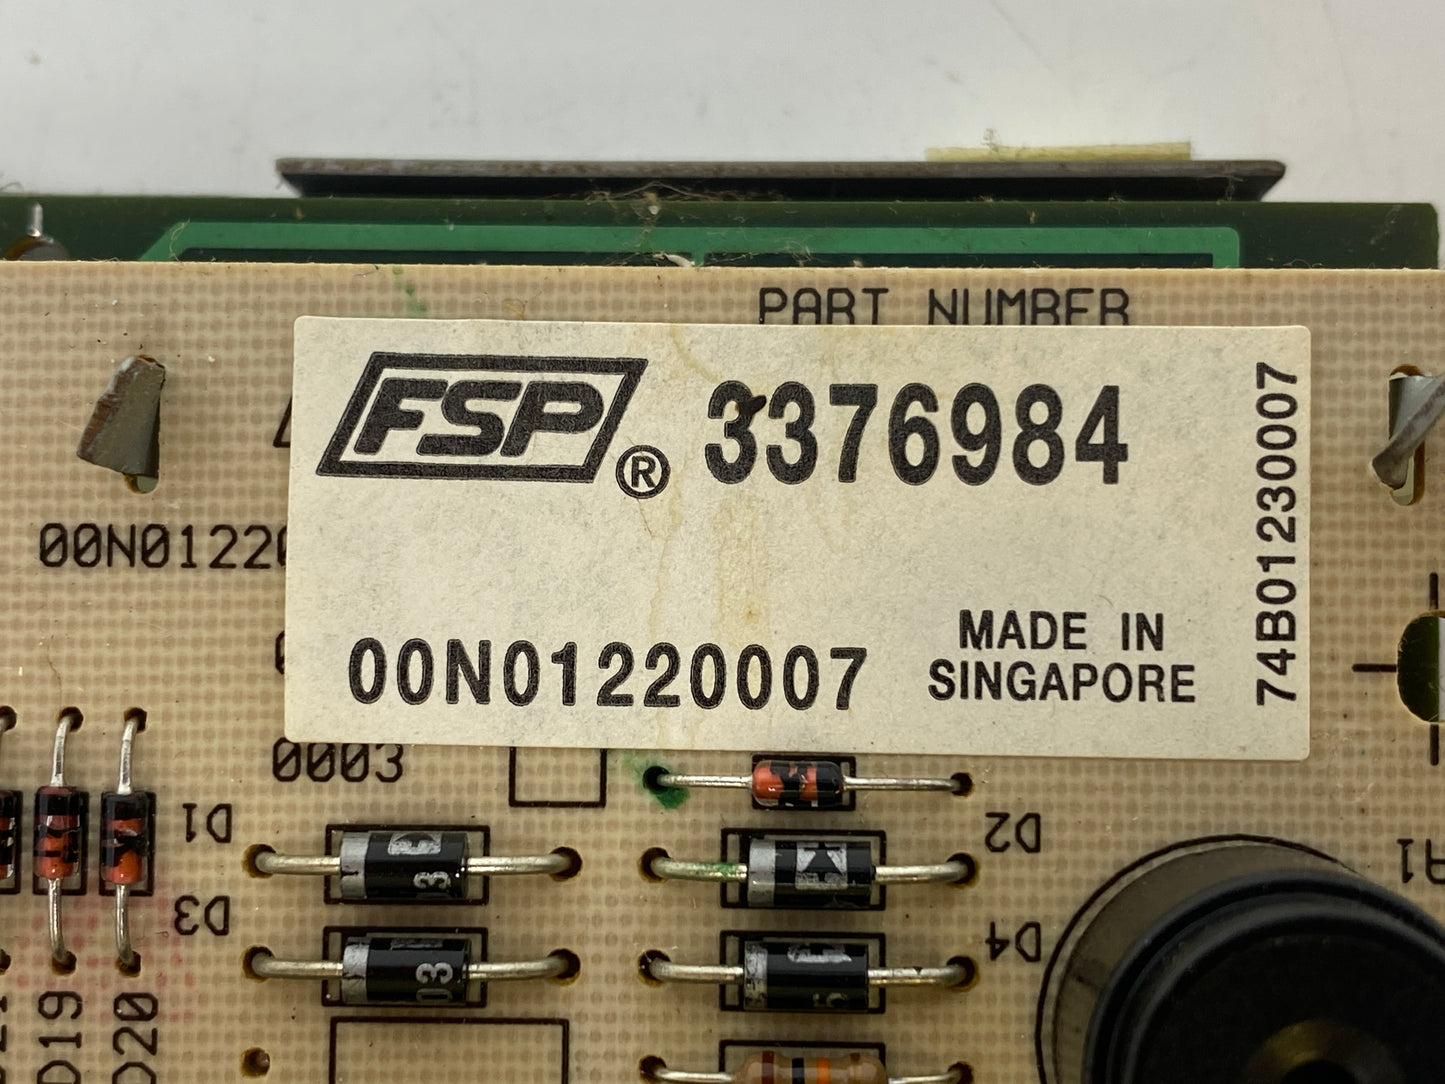 PART NUMBER
FSP ® 3376984
74B01230007
00N01220
00N01220007
MADE IN
SINGAPORE
0003
D1
D2
D3
D4
D19
D20